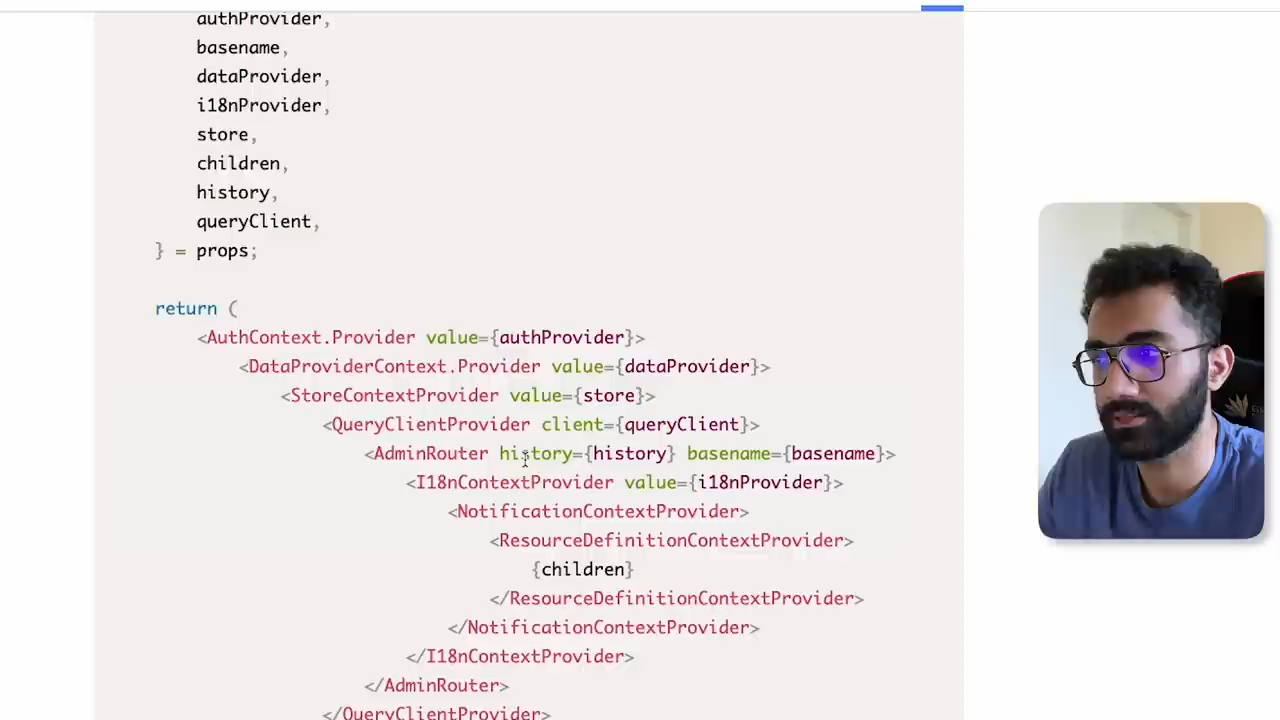 authProvider,
basename,
dataProvider,
i18nProvider,
store,
children,
history,
queryClient,
} = props;
return (
<AuthContext.Provider value={authProvider}>
<DataProviderContext.Provider value={dataProvider}>
<StoreContextProvider value={store}>
<QueryClientProvider client={queryClient}>
<AdminRouter history={history} basename={basename}>
<I18nContextProvider value={i18nProvider}>
<NotificationContextProvider>
<ResourceDefinitionContextProvider>
{children}
</ResourceDefinitionContextProvider>
</NotificationContextProvider>
</I18nContextProvider>
</AdminRouter>
</QueryClientProvider>